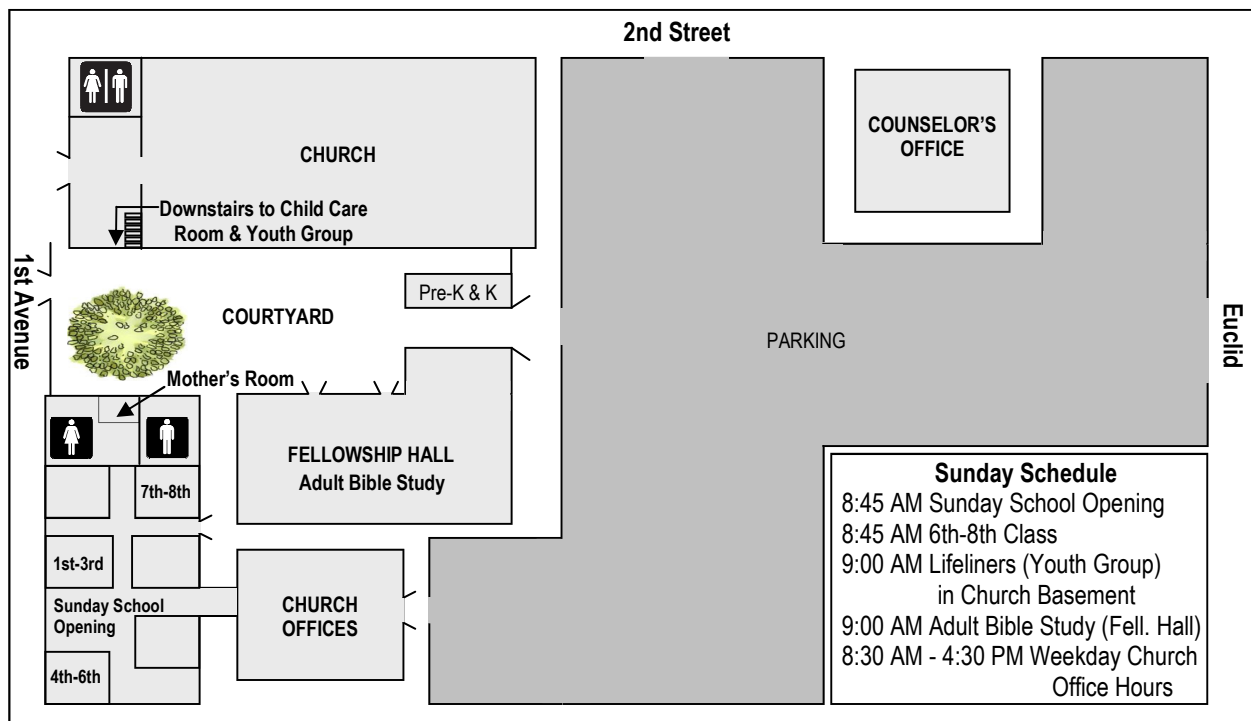 2nd Street
COUNSELOR'S
OFFICE
CHURCH
Downstairs to Child Care
Room & Youth Group
1st Avenue
Pre-K & K
COURTYARD
PARKING
Euclid
Mother's Room
FELLOWSHIP HALL
Adult Bible Study
7th-8th
1st-3rd
Sunday School
Opening
CHURCH
OFFICES
4th-6th
Sunday Schedule
8:45 AM Sunday School Opening
8:45 AM 6th-8th Class
9:00 AM Lifeliners (Youth Group)
in Church Basement
9:00 AM Adult Bible Study (Fell. Hall)
8:30 AM - 4:30 PM Weekday Church
Office Hours